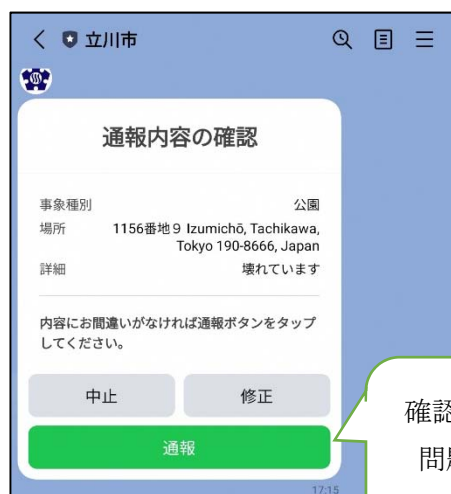 立川市
通報内容の確認
事象種別 公園
場所 1156番地9 Izumichō, Tachikawa,
Tokyo 190-8666, Japan
詳細 壊れています
内容にお間違いがなければ通報ボタンをタップ
してください。
中止 修正
通報
確認
問題
17:15